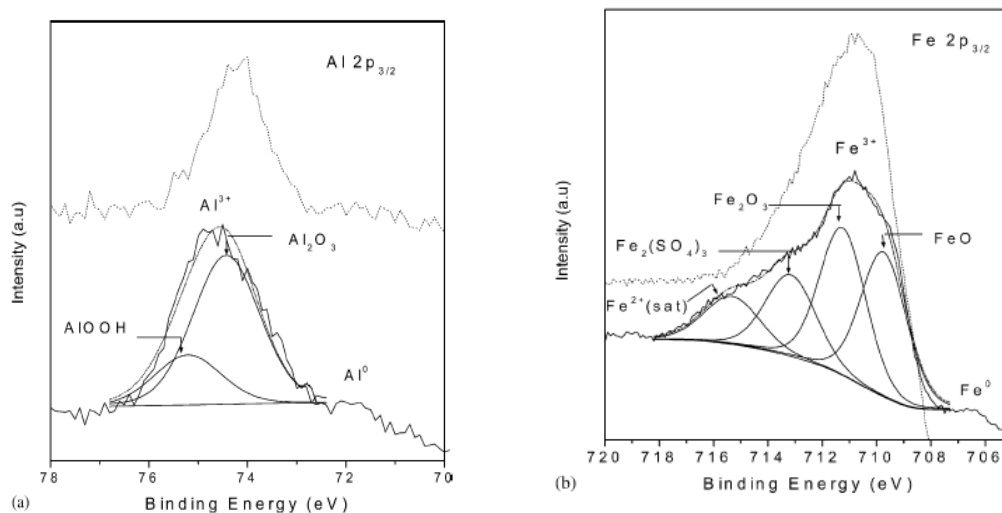 Al 2p3/2
Al3+
Al2O3
AlOOH
Al0
Intensity (a.u)
78 76 74 72 70
Binding Energy (eV)
(a)
Fe 2p3/2
Fe3+
Fe2O3
FeO
Fe2(SO4)3
Fe2+(sat)
Fe0
Intensity (a.u)
720 718 716 714 712 710 708 706
Binding Energy (eV)
(b)